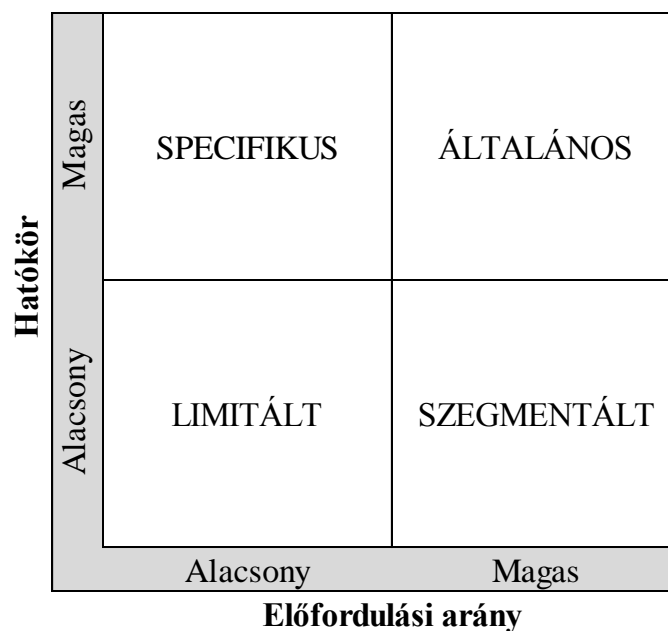 Hatókör
Magas
SPECIFIKUS
ÁLTALÁNOS
Alacsony
LIMITÁLT
SZEGMENTÁLT
Alacsony
Magas
Előfordulási arány